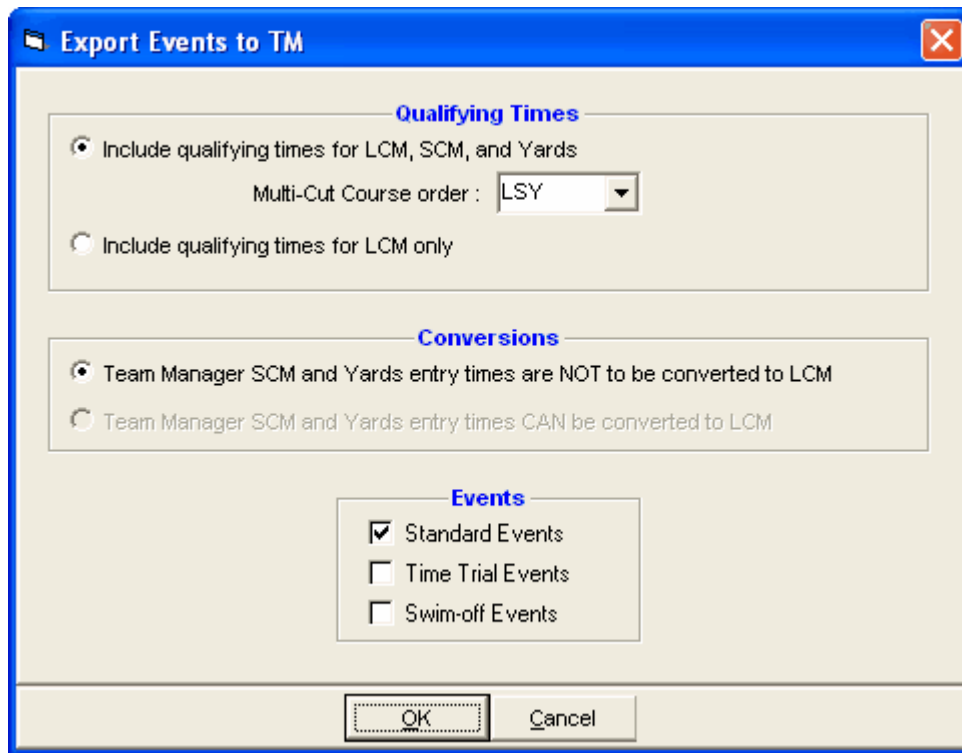 Export Events to TM
Qualifying Times
Include qualifying times for LCM, SCM, and Yards
Multi-Cut Course order : LSY
Include qualifying times for LCM only
Conversions
Team Manager SCM and Yards entry times are NOT to be converted to LCM
Team Manager SCM and Yards entry times CAN be converted to LCM
Events
Standard Events
Time Trial Events
Swim-off Events
OK Cancel